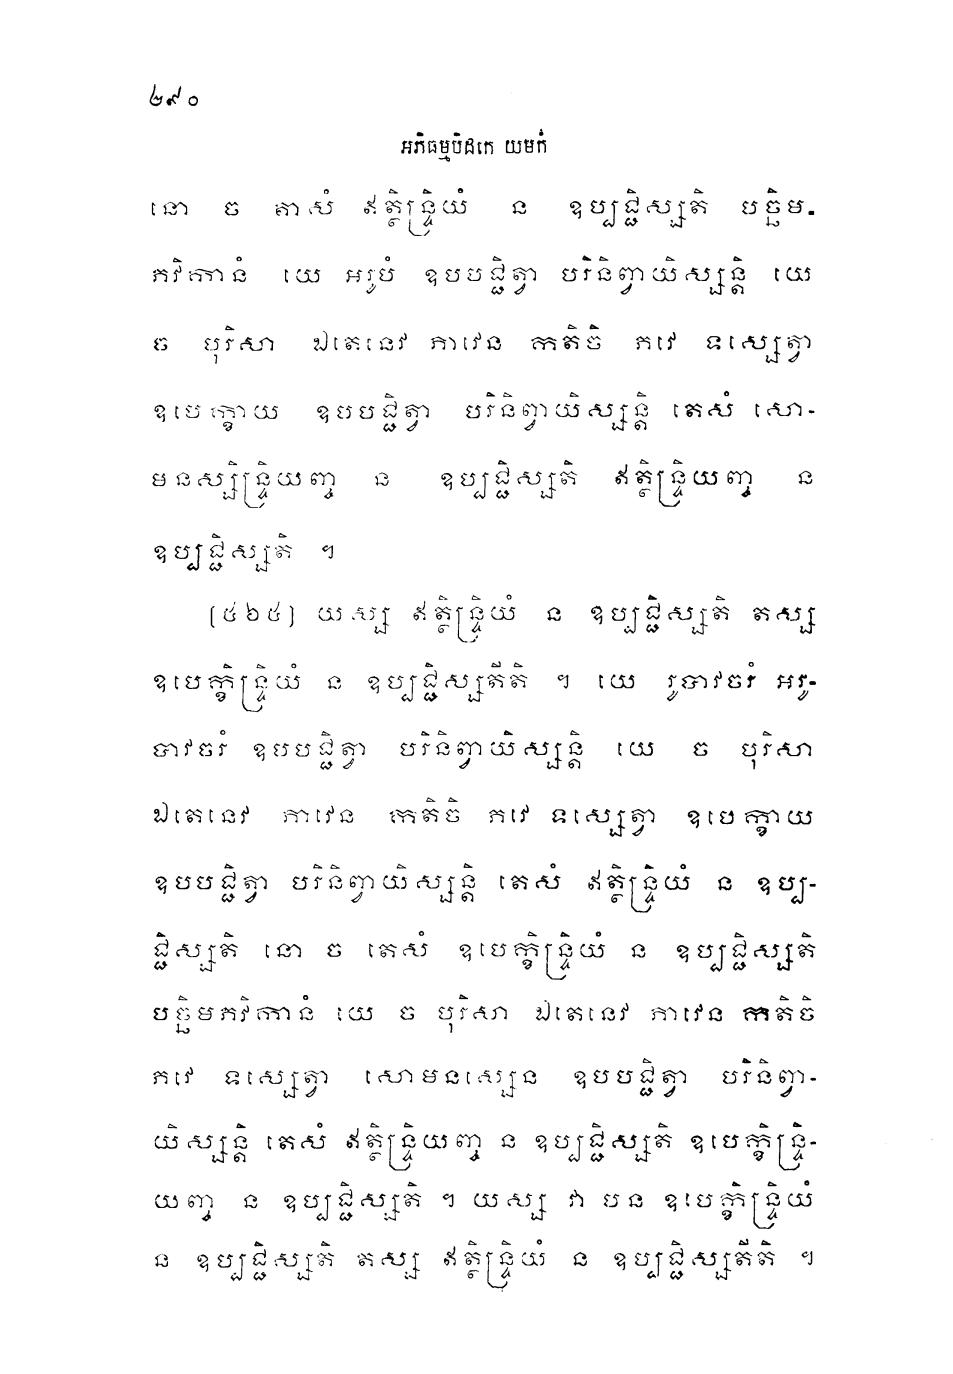 ២៩០
អភិធម្មបិដកេ យមកំ
នោ ច តាសំ ឥត្ថិន្ទ្រិយំ ន ឧប្បជ្ជិស្សតិ បច្ឆិម-
ភវិកានំ យេ អរូបំ ឧបបជ្ជិត្វា បរិនិព្វាយិស្សន្តិ យេ
ច បុរិសា ឯតេនេវ ភាវេន កតិចិ ភវេ ទស្សេត្វា
ឧបេក្ខាយ ឧបបជ្ជិត្វា បរិនិព្វាយិស្សន្តិ តេសំ សោ-
មនស្សិន្ទ្រិយញ្ច ន ឧប្បជ្ជិស្សតិ ឥត្ថិន្ទ្រិយញ្ច ន
ឧប្បជ្ជិស្សតិ ។
[៤៦៤] យស្ស ឥត្ថិន្ទ្រិយំ ន ឧប្បជ្ជិស្សតិ តស្ស
ឧបេក្ខិន្ទ្រិយំ ន ឧប្បជ្ជិស្សតីតិ ។ យេ រូបាវចរំ អរូ-
បាវចរំ ឧបបជ្ជិត្វា បរិនិព្វាយិស្សន្តិ យេ ច បុរិសា
ឯតេនេវ ភាវេន កតិចិ ភវេ ទស្សេត្វា ឧបេក្ខាយ
ឧបបជ្ជិត្វា បរិនិព្វាយិស្សន្តិ តេសំ ឥត្ថិន្ទ្រិយំ ន ឧប្ប-
ជ្ជិស្សតិ នោ ច តេសំ ឧបេក្ខិន្ទ្រិយំ ន ឧប្បជ្ជិស្សតិ
បច្ឆិមភវិកានំ យេ ច បុរិសា ឯតេនេវ ភាវេន កតិចិ
ភវេ ទស្សេត្វា សោមនស្សេន ឧបបជ្ជិត្វា បរិនិព្វា-
យិស្សន្តិ តេសំ ឥត្ថិន្ទ្រិយញ្ច ន ឧប្បជ្ជិស្សតិ ឧបេក្ខិន្ទ្រិ-
យញ្ច ន ឧប្បជ្ជិស្សតិ ។ យស្ស វា បន ឧបេក្ខិន្ទ្រិយំ
ន ឧប្បជ្ជិស្សតិ តស្ស ឥត្ថិន្ទ្រិយំ ន ឧប្បជ្ជិស្សតីតិ ។